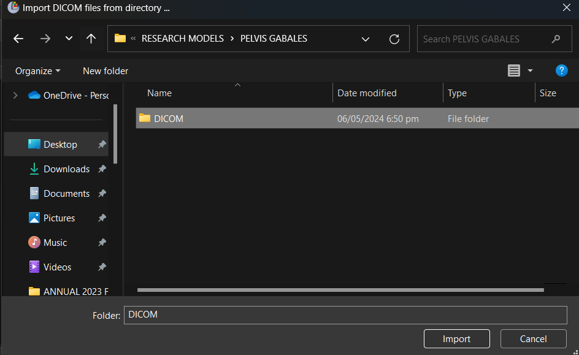 Import DICOM files from directory ...
« RESEARCH MODELS > PELVIS GABALES
Search PELVIS GABALES
Organize
New folder
Name Date modified Type Size
OneDrive - Perso
DICOM 06/05/2024 6:50 pm File folder
Desktop
Downloads
Documents
Pictures
Music
Videos
ANNUAL 2023 F
Folder: DICOM
Import Cancel